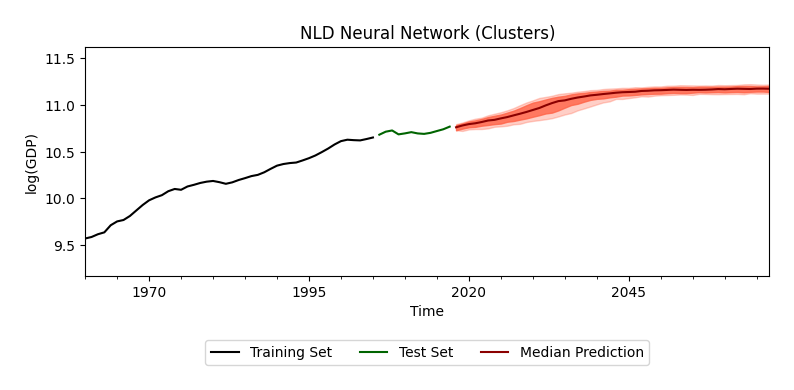 NLD Neural Network (Clusters)
11.5
11.0
10.5
10.0
9.5
log(GDP)
1970 1995 2020 2045
Time
Training Set Test Set Median Prediction